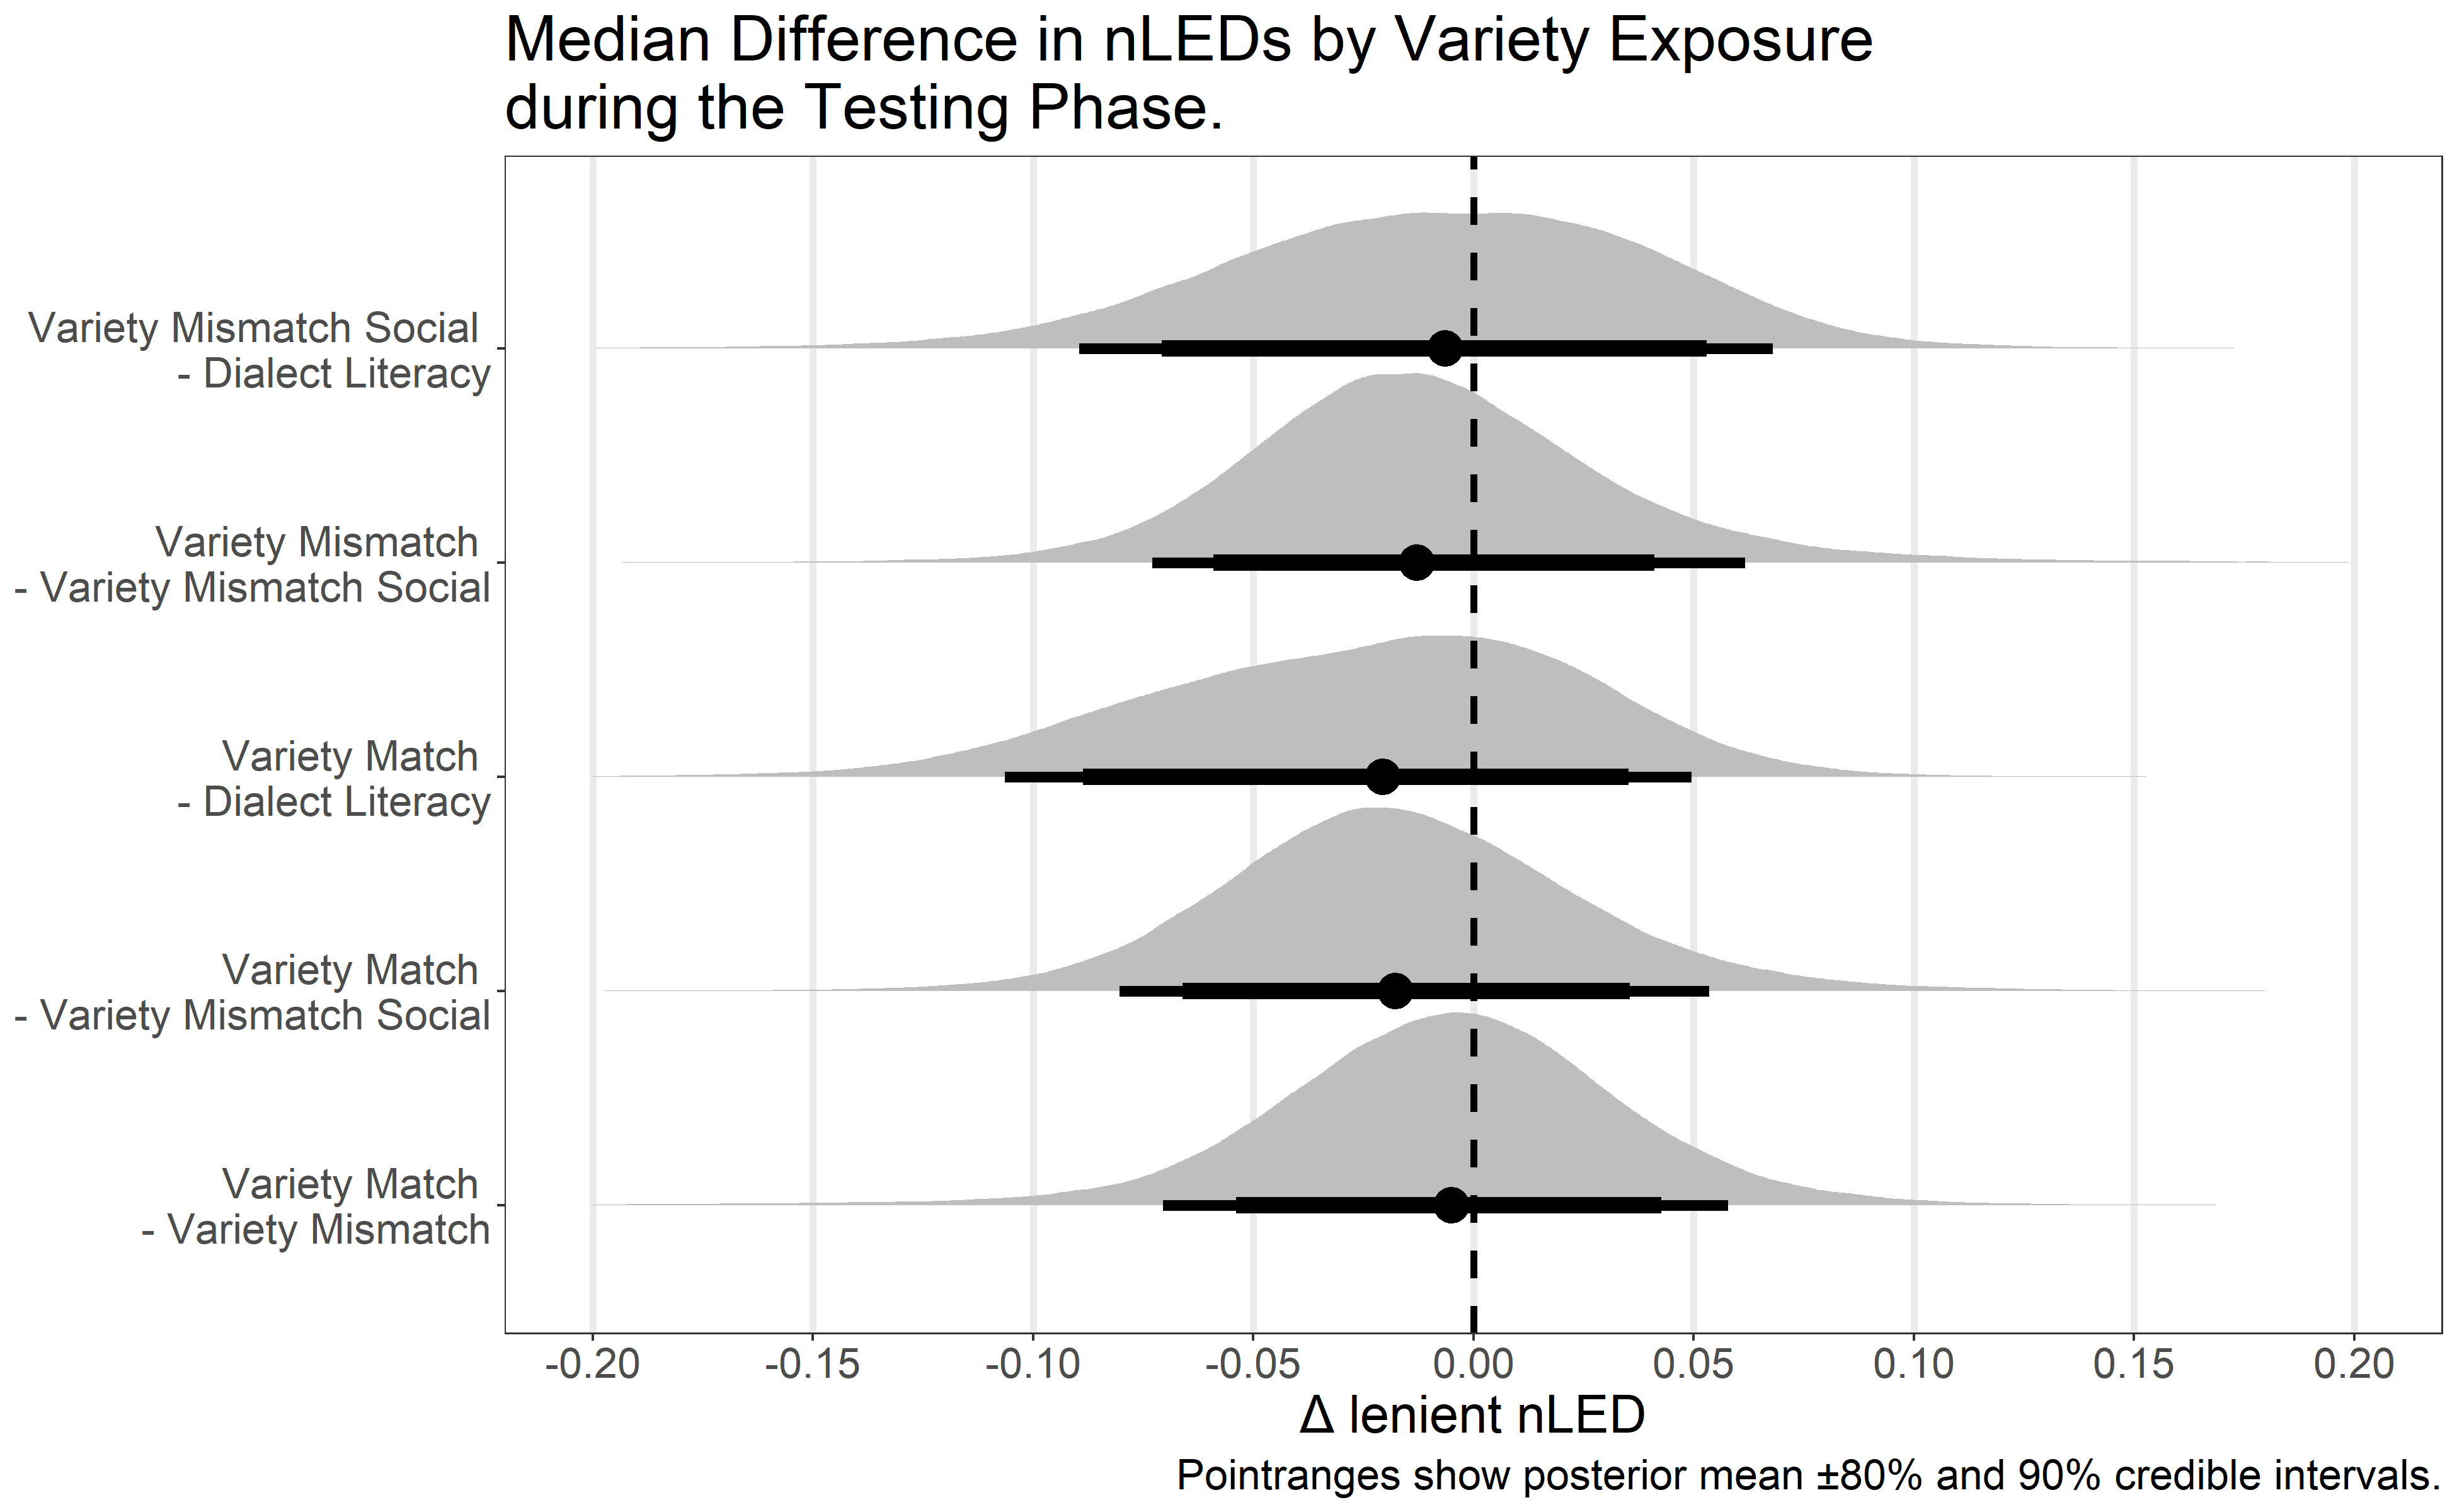 Median Difference in nLEDs by Variety Exposure
during the Testing Phase.
Variety Mismatch Social
- Dialect Literacy
Variety Mismatch
- Variety Mismatch Social
Variety Match
- Dialect Literacy
Variety Match
- Variety Mismatch Social
Variety Match
- Variety Mismatch
-0.20 -0.15 -0.10 -0.05 0.00 0.05 0.10 0.15 0.20
Δ lenient nLED
Pointranges show posterior mean ±80% and 90% credible intervals.